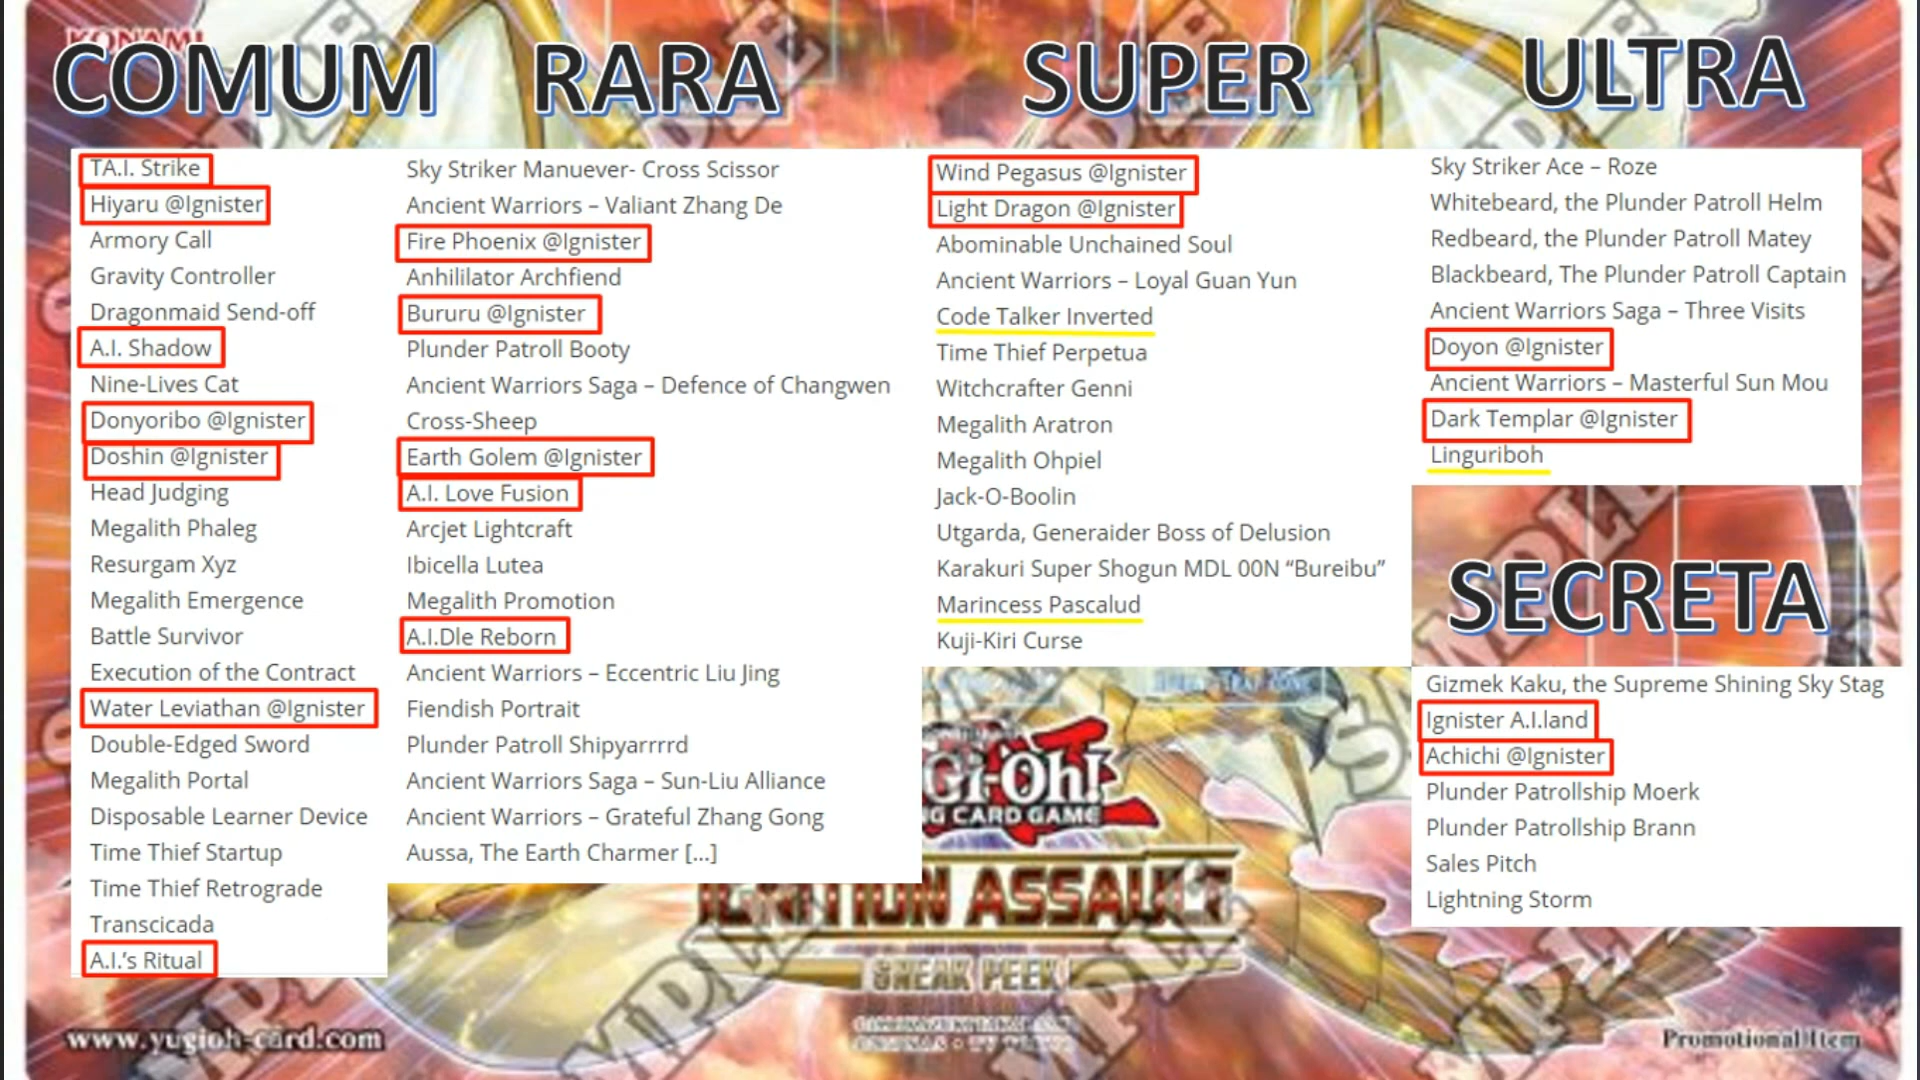 KONAMI
COMUM
RARA
SUPER
ULTRA
TA.I. Strike
Hiyaru @Ignister
Armory Call
Gravity Controller
Dragonmaid Send-off
A.I. Shadow
Nine-Lives Cat
Donyoribo @Ignister
Doshin @Ignister
Head Judging
Megalith Phaleg
Resurgam Xyz
Megalith Emergence
Battle Survivor
Execution of the Contract
Water Leviathan @Ignister
Double-Edged Sword
Megalith Portal
Disposable Learner Device
Time Thief Startup
Time Thief Retrograde
Transcicada
A.I.’s Ritual
Sky Striker Manuever- Cross Scissor
Ancient Warriors – Valiant Zhang De
Fire Phoenix @Ignister
Anhililator Archfiend
Bururu @Ignister
Plunder Patroll Booty
Ancient Warriors Saga – Defence of Changwen
Cross-Sheep
Earth Golem @Ignister
A.I. Love Fusion
Arcjet Lightcraft
Ibicella Lutea
Megalith Promotion
A.I.Dle Reborn
Ancient Warriors – Eccentric Liu Jing
Fiendish Portrait
Plunder Patroll Shipyarrrrd
Ancient Warriors Saga – Sun-Liu Alliance
Ancient Warriors – Grateful Zhang Gong
Aussa, The Earth Charmer [...]
Wind Pegasus @Ignister
Light Dragon @Ignister
Abominable Unchained Soul
Ancient Warriors – Loyal Guan Yun
Code Talker Inverted
Time Thief Perpetua
Witchcrafter Genni
Megalith Aratron
Megalith Ohpiel
Jack-O-Boolin
Utgarda, Generaider Boss of Delusion
Karakuri Super Shogun MDL 00N “Bureibu”
Marincess Pascalud
Kuji-Kiri Curse
Sky Striker Ace – Roze
Whitebeard, the Plunder Patroll Helm
Redbeard, the Plunder Patroll Matey
Blackbeard, The Plunder Patroll Captain
Ancient Warriors Saga – Three Visits
Doyon @Ignister
Ancient Warriors – Masterful Sun Mou
Dark Templar @Ignister
Linguriboh
SECRETA
Gizmek Kaku, the Supreme Shining Sky Stag
Ignister A.I.land
Achichi @Ignister
Plunder Patrollship Moerk
Plunder Patrollship Brann
Sales Pitch
Lightning Storm
Gi-Oh!
G CARD GAME
IGNITION ASSAULT
SNEAK PEEK
www.yugioh-card.com
Promotional Item